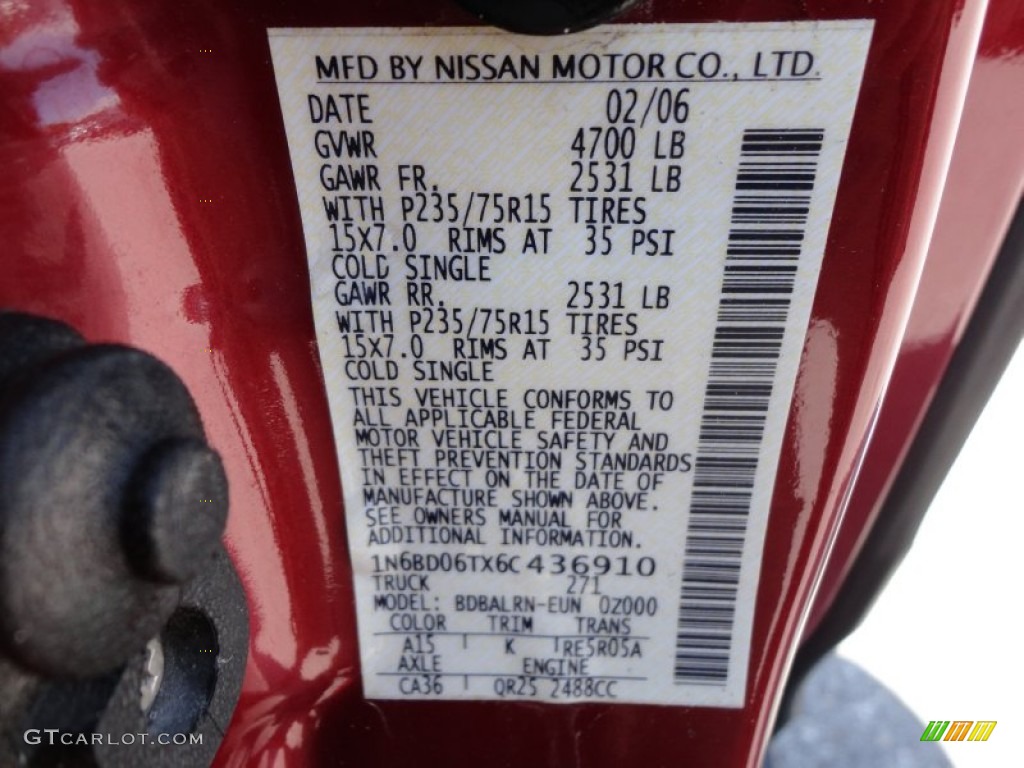 MFD BY NISSAN MOTOR CO., LTD.
DATE 02/06
GVWR 4700 LB
GAWR FR. 2531 LB
WITH P235/75R15 TIRES
15X7.0 RIMS AT 35 PSI
COLD SINGLE
GAWR RR. 2531 LB
WITH P235/75R15 TIRES
15X7.0 RIMS AT 35 PSI
COLD SINGLE
THIS VEHICLE CONFORMS TO
ALL APPLICABLE FEDERAL
MOTOR VEHICLE SAFETY AND
THEFT PREVENTION STANDARDS
IN EFFECT ON THE DATE OF
MANUFACTURE SHOWN ABOVE.
SEE OWNERS MANUAL FOR
ADDITIONAL INFORMATION.
1N6BD06TX6C436910
TRUCK 271
MODEL: BDBALRN-EUN 0Z000
COLOR TRIM TRANS
A15 K RE5R05A
AXLE ENGINE
CA36 QR25 2488CC
GTCARLOT.COM